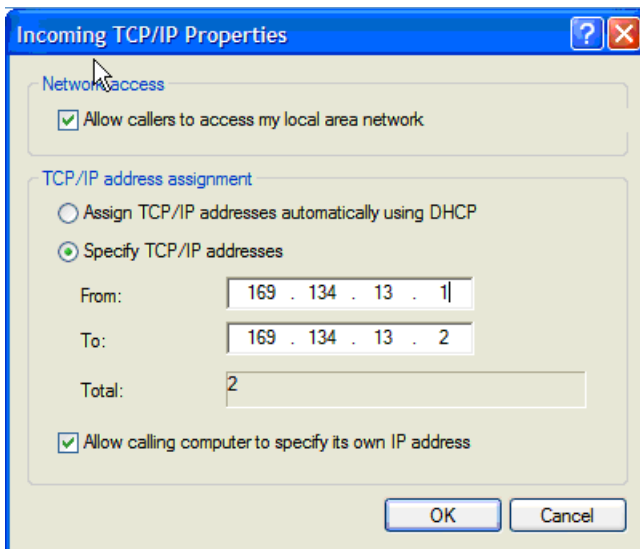 Incoming TCP/IP Properties
Network access
Allow callers to access my local area network
TCP/IP address assignment
Assign TCP/IP addresses automatically using DHCP
Specify TCP/IP addresses
From: 169 . 134 . 13 . 1
To: 169 . 134 . 13 . 2
Total: 2
Allow calling computer to specify its own IP address
OK Cancel